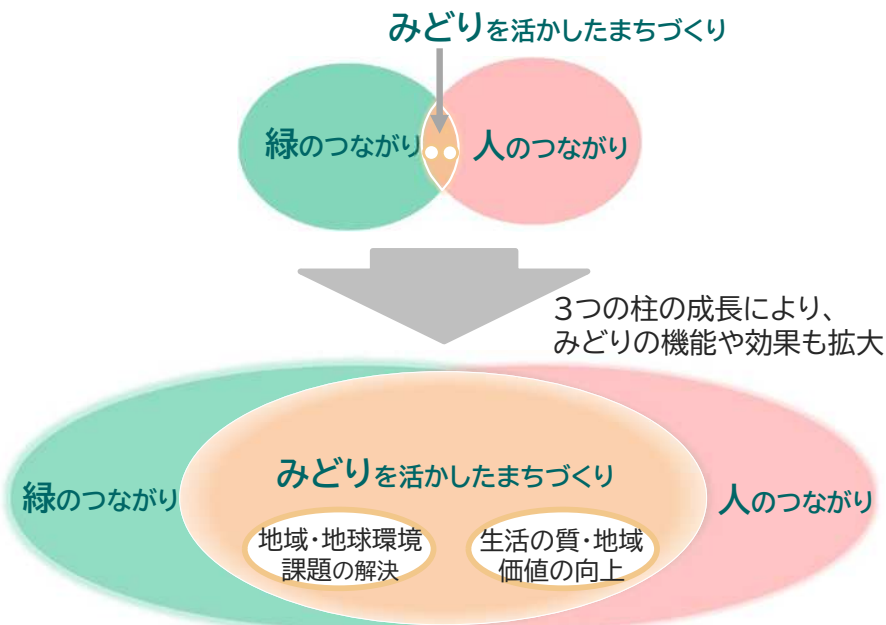 みどりを活かしたまちづくり
緑のつながり
人のつながり
3つの柱の成長により、
みどりの機能や効果も拡大
緑のつながり
みどりを活かしたまちづくり
人のつながり
地域・地球環境
課題の解決
生活の質・地域
価値の向上